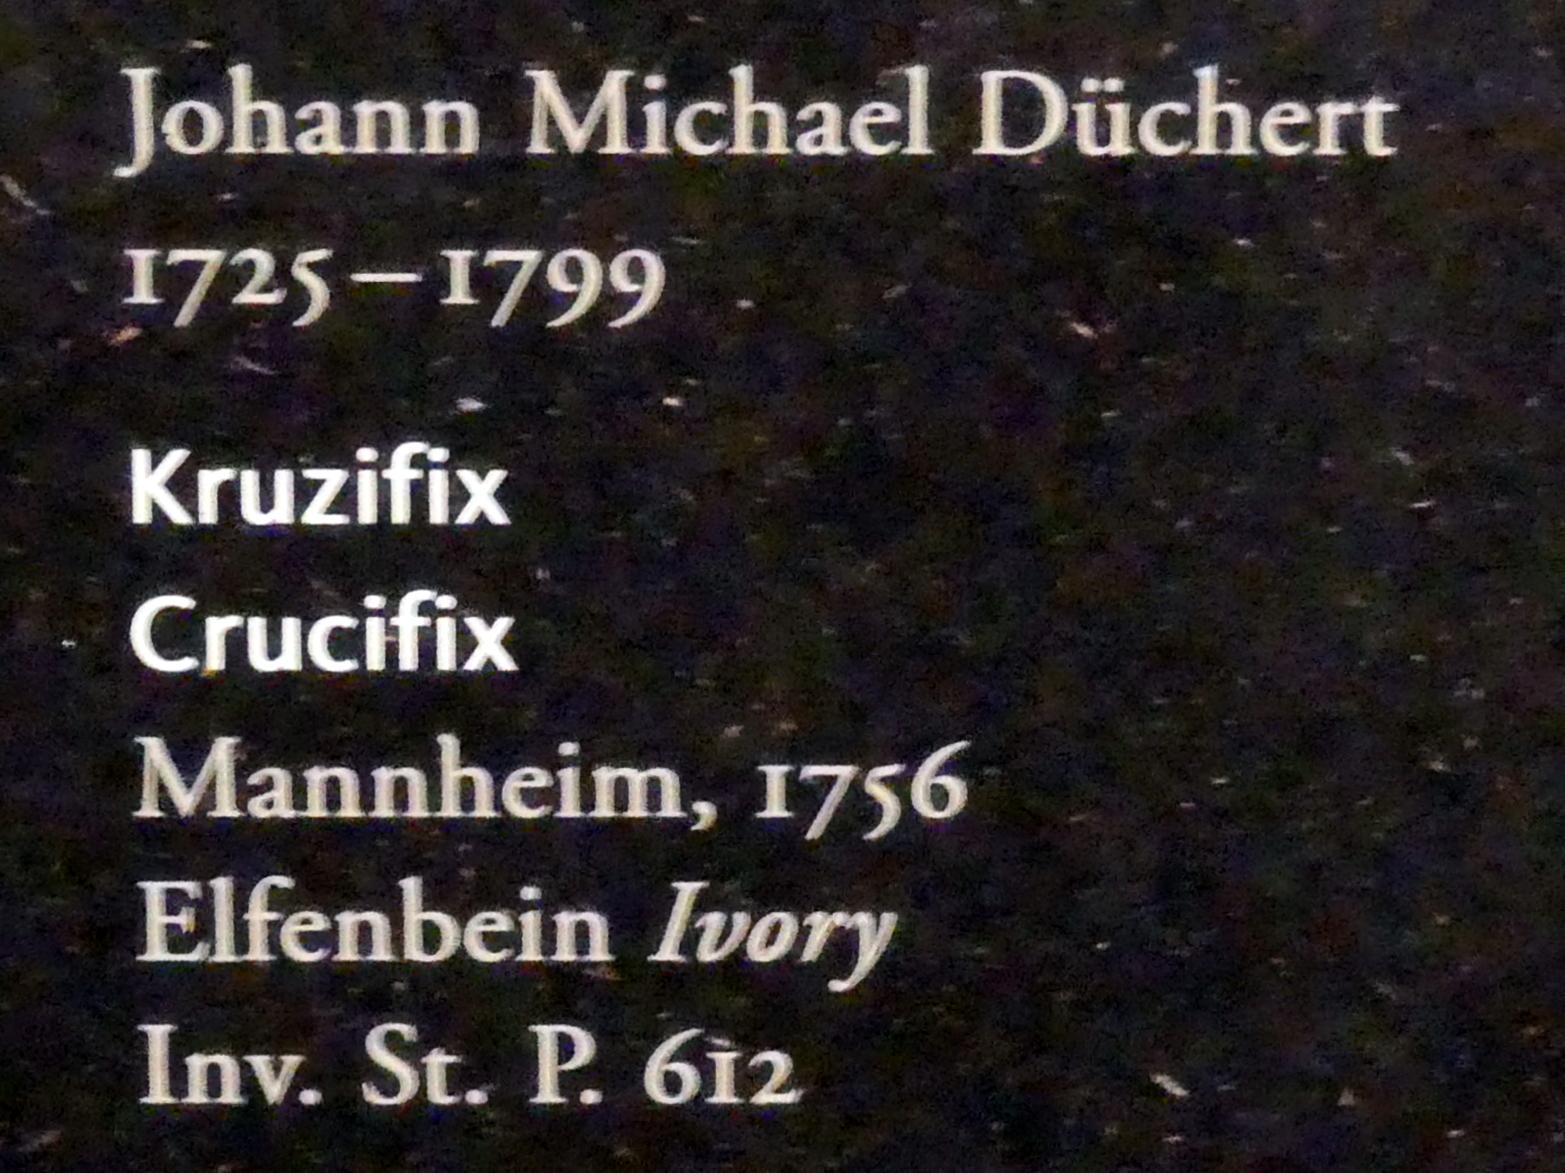 Johann Michael Düchert
1725 – 1799
Kruzifix
Crucifix
Mannheim, 1756
Elfenbein Ivory
Inv. St. P. 612